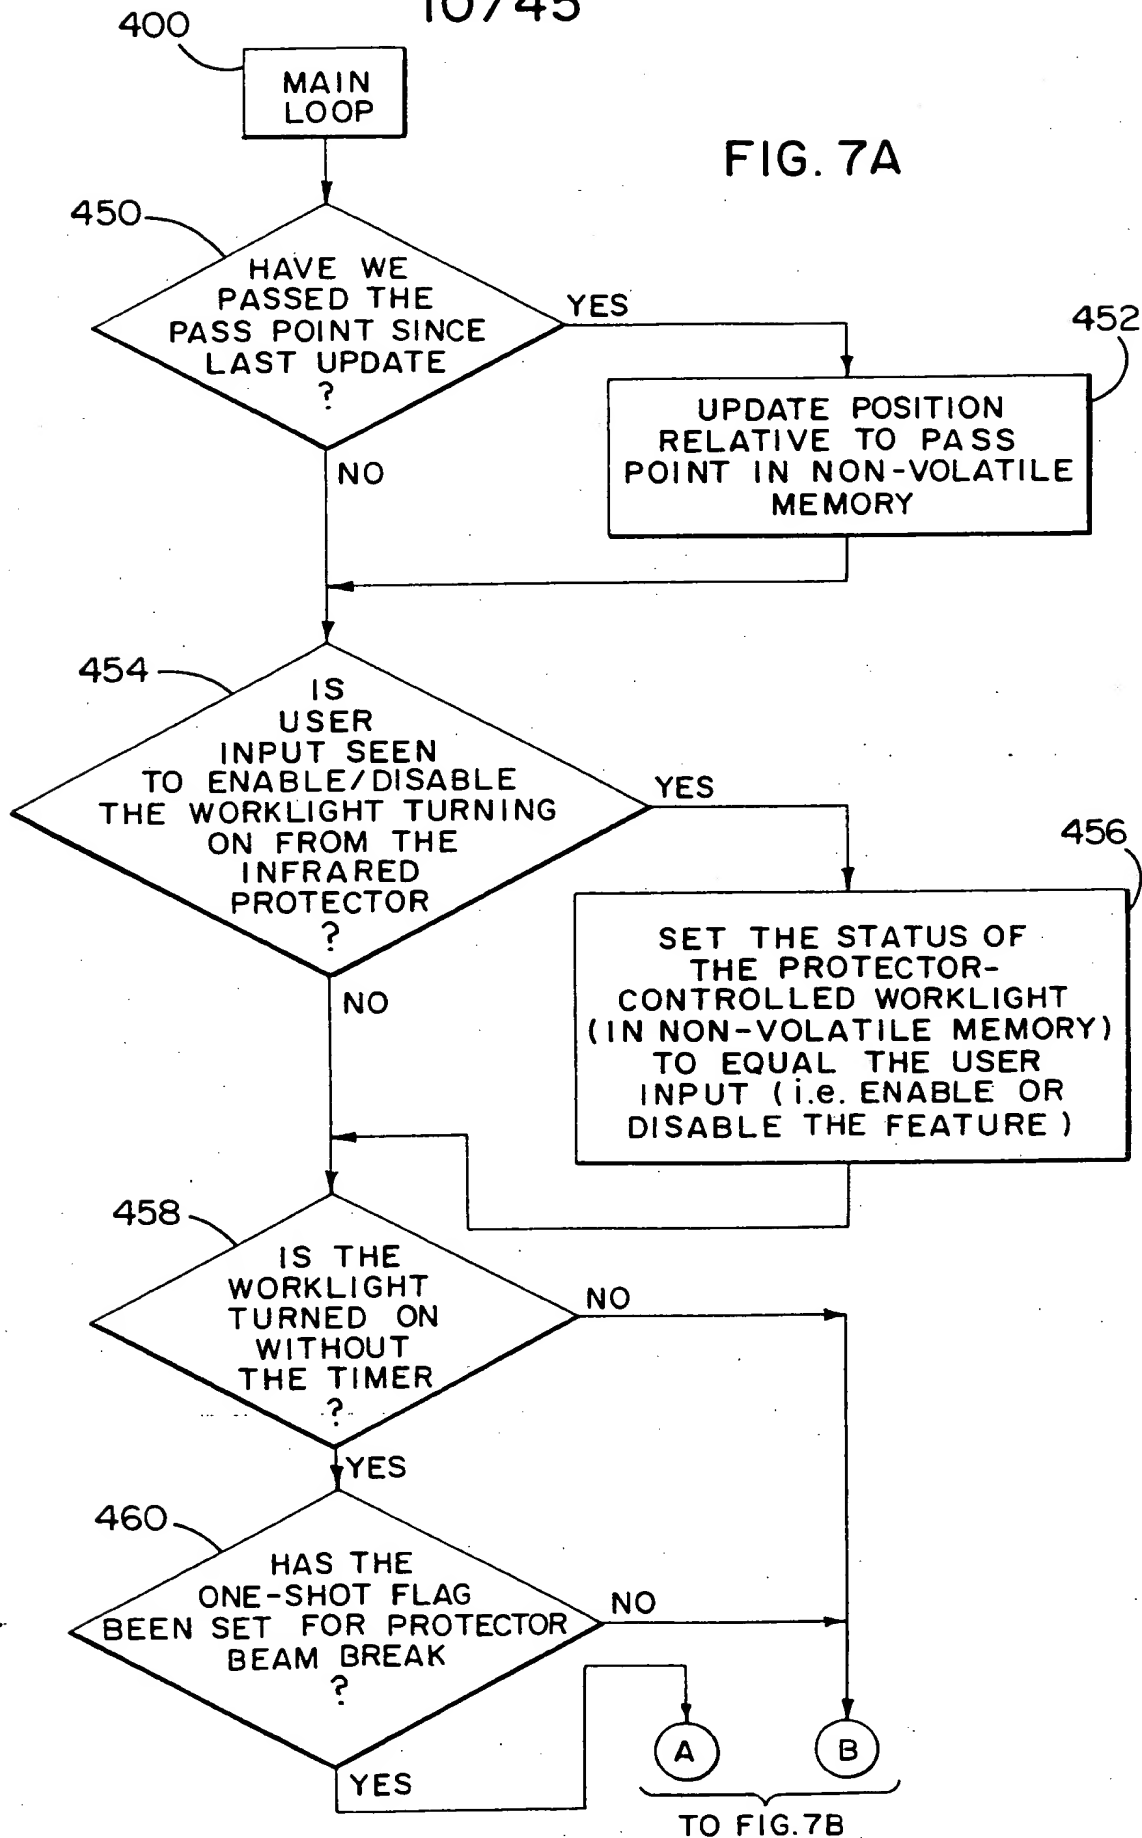 10/45
400
MAIN
LOOP
FIG. 7A
450
HAVE WE
PASSED THE
PASS POINT SINCE
LAST UPDATE
?
YES
NO
452
UPDATE POSITION
RELATIVE TO PASS
POINT IN NON-VOLATILE
MEMORY
454
IS
USER
INPUT SEEN
TO ENABLE/DISABLE
THE WORKLIGHT TURNING
ON FROM THE
INFRARED
PROTECTOR
?
YES
NO
456
SET THE STATUS OF
THE PROTECTOR-
CONTROLLED WORKLIGHT
(IN NON-VOLATILE MEMORY)
TO EQUAL THE USER
INPUT (i.e. ENABLE OR
DISABLE THE FEATURE)
458
IS THE
WORKLIGHT
TURNED ON
WITHOUT
THE TIMER
?
NO
YES
460
HAS THE
ONE-SHOT FLAG
BEEN SET FOR PROTECTOR
BEAM BREAK
?
NO
YES
A
B
TO FIG.7B